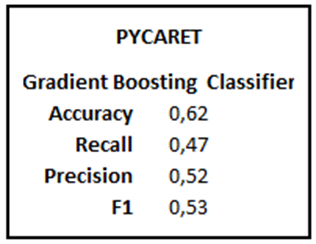 PYCARET
Gradient Boosting Classifier
Accuracy 0,62
Recall 0,47
Precision 0,52
F1 0,53